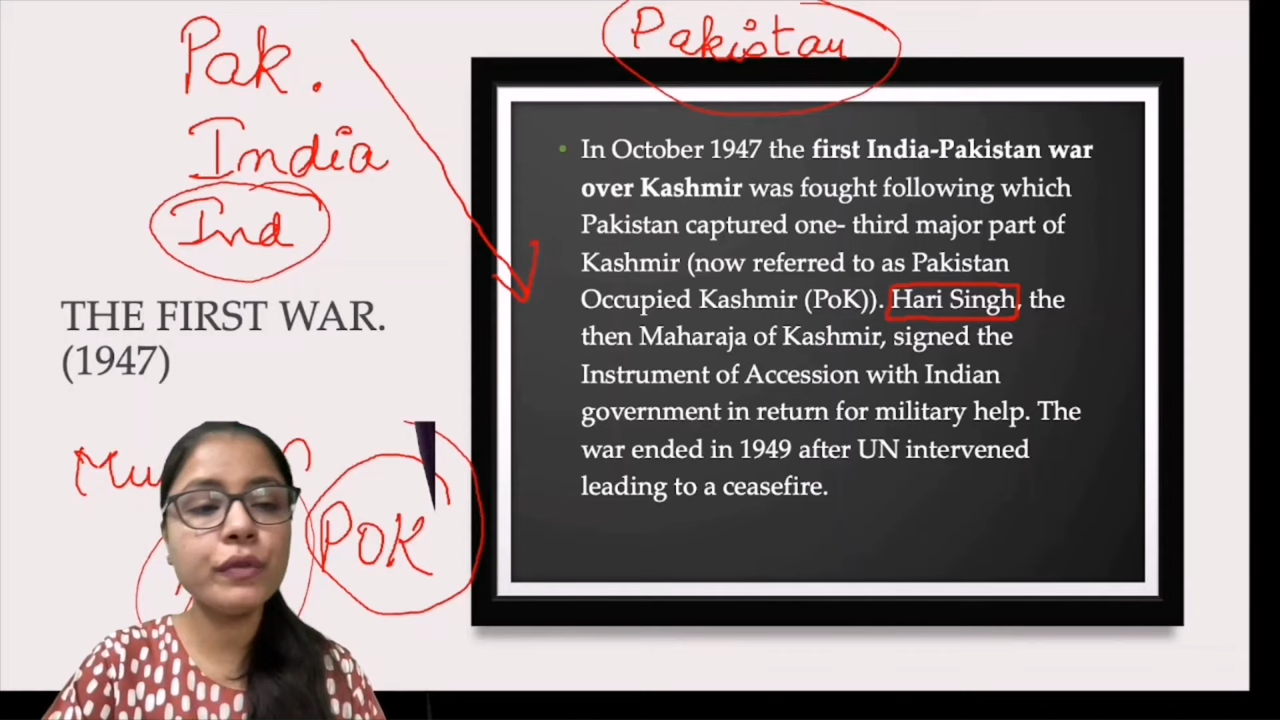 Pakistan
Pak.
India
Ind
THE FIRST WAR.
(1947)
POK
• In October 1947 the first India-Pakistan war
over Kashmir was fought following which
Pakistan captured one- third major part of
Kashmir (now referred to as Pakistan
Occupied Kashmir (PoK)). Hari Singh, the
then Maharaja of Kashmir, signed the
Instrument of Accession with Indian
government in return for military help. The
war ended in 1949 after UN intervened
leading to a ceasefire.